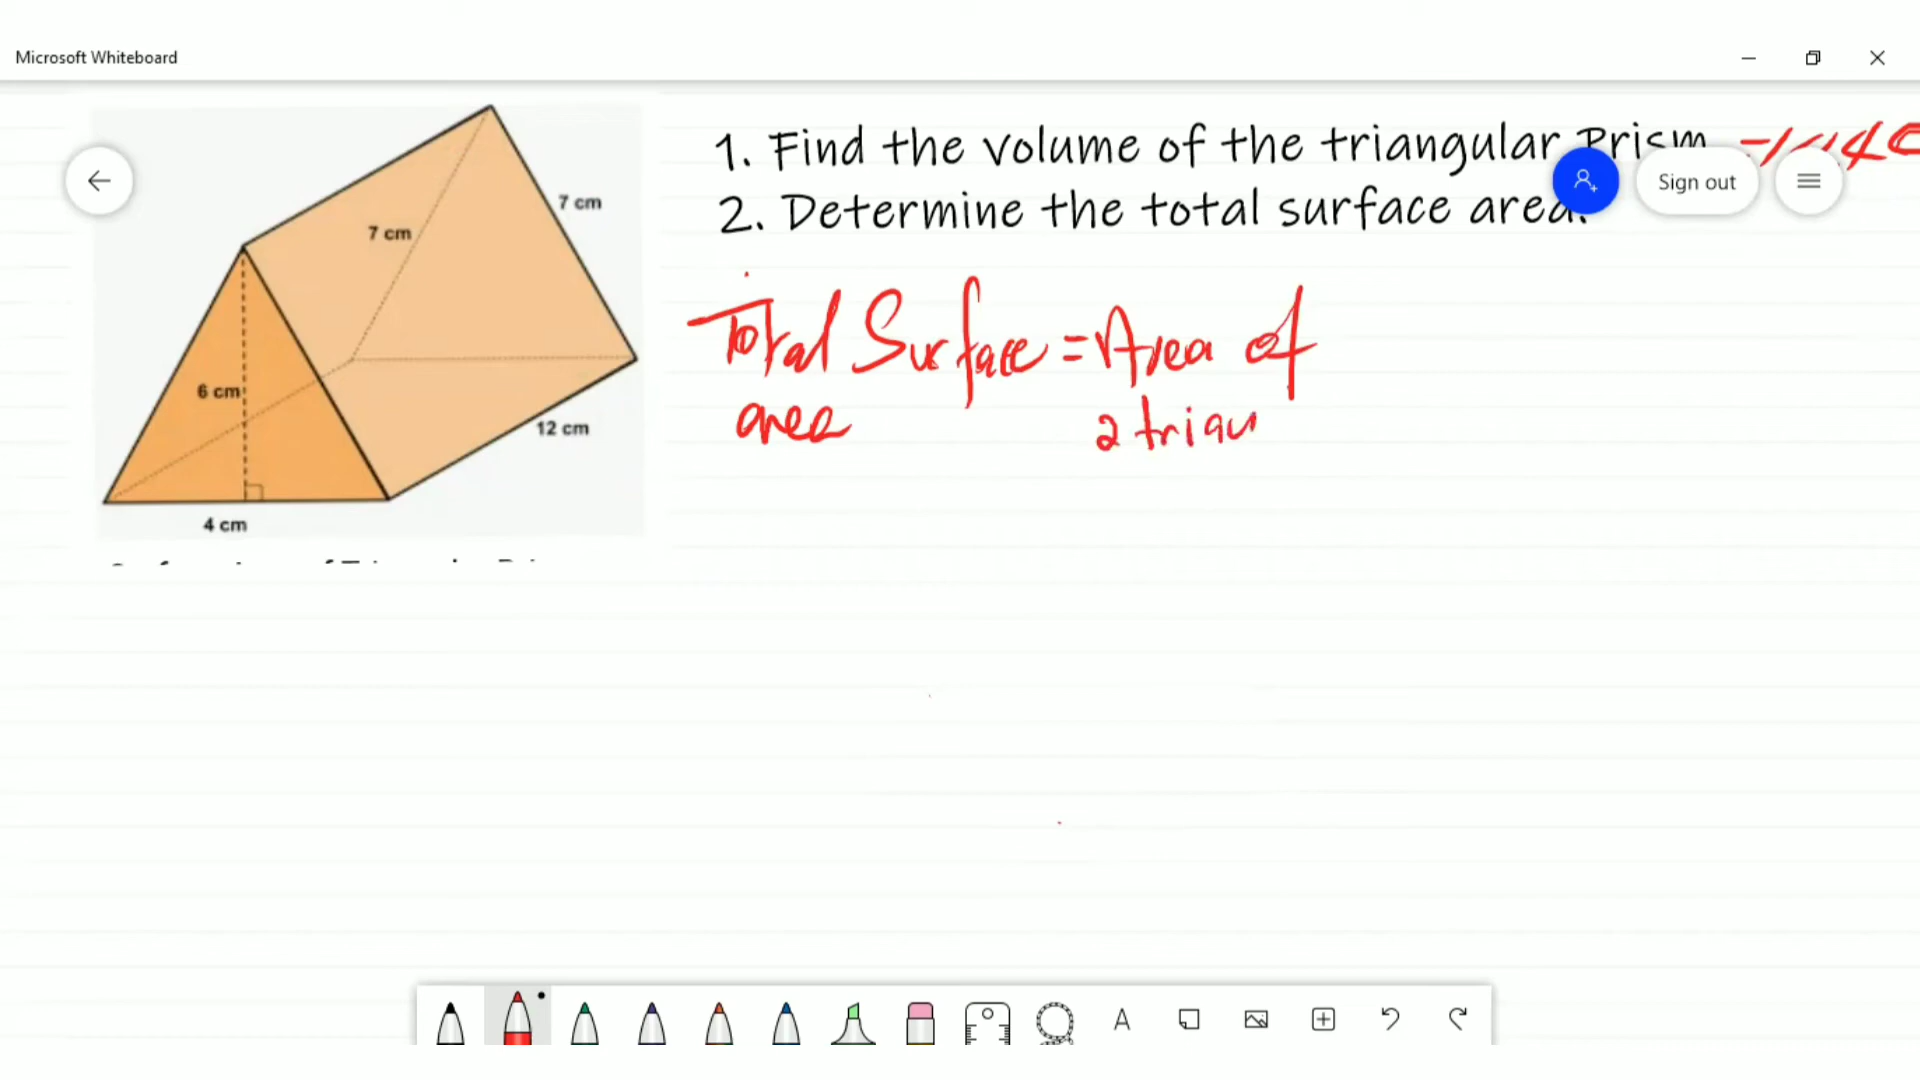 Microsoft Whiteboard
1. Find the volume of the triangular Prism
2. Determine the total surface area.
Sign out
7 cm
7 cm
6 cm
12 cm
4 cm
Total Surface = Area of
area 2 triau